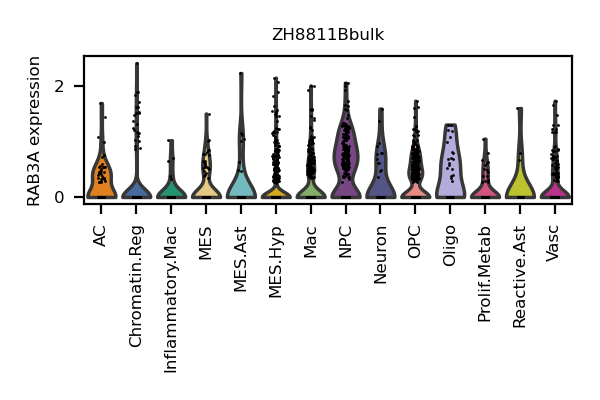 ZH8811Bbulk
RAB3A expression
2
0
AC
Chromatin.Reg
Inflammatory.Mac
MES
MES.Ast
MES.Hyp
Mac
NPC
Neuron
OPC
Oligo
Prolif.Metab
Reactive.Ast
Vasc